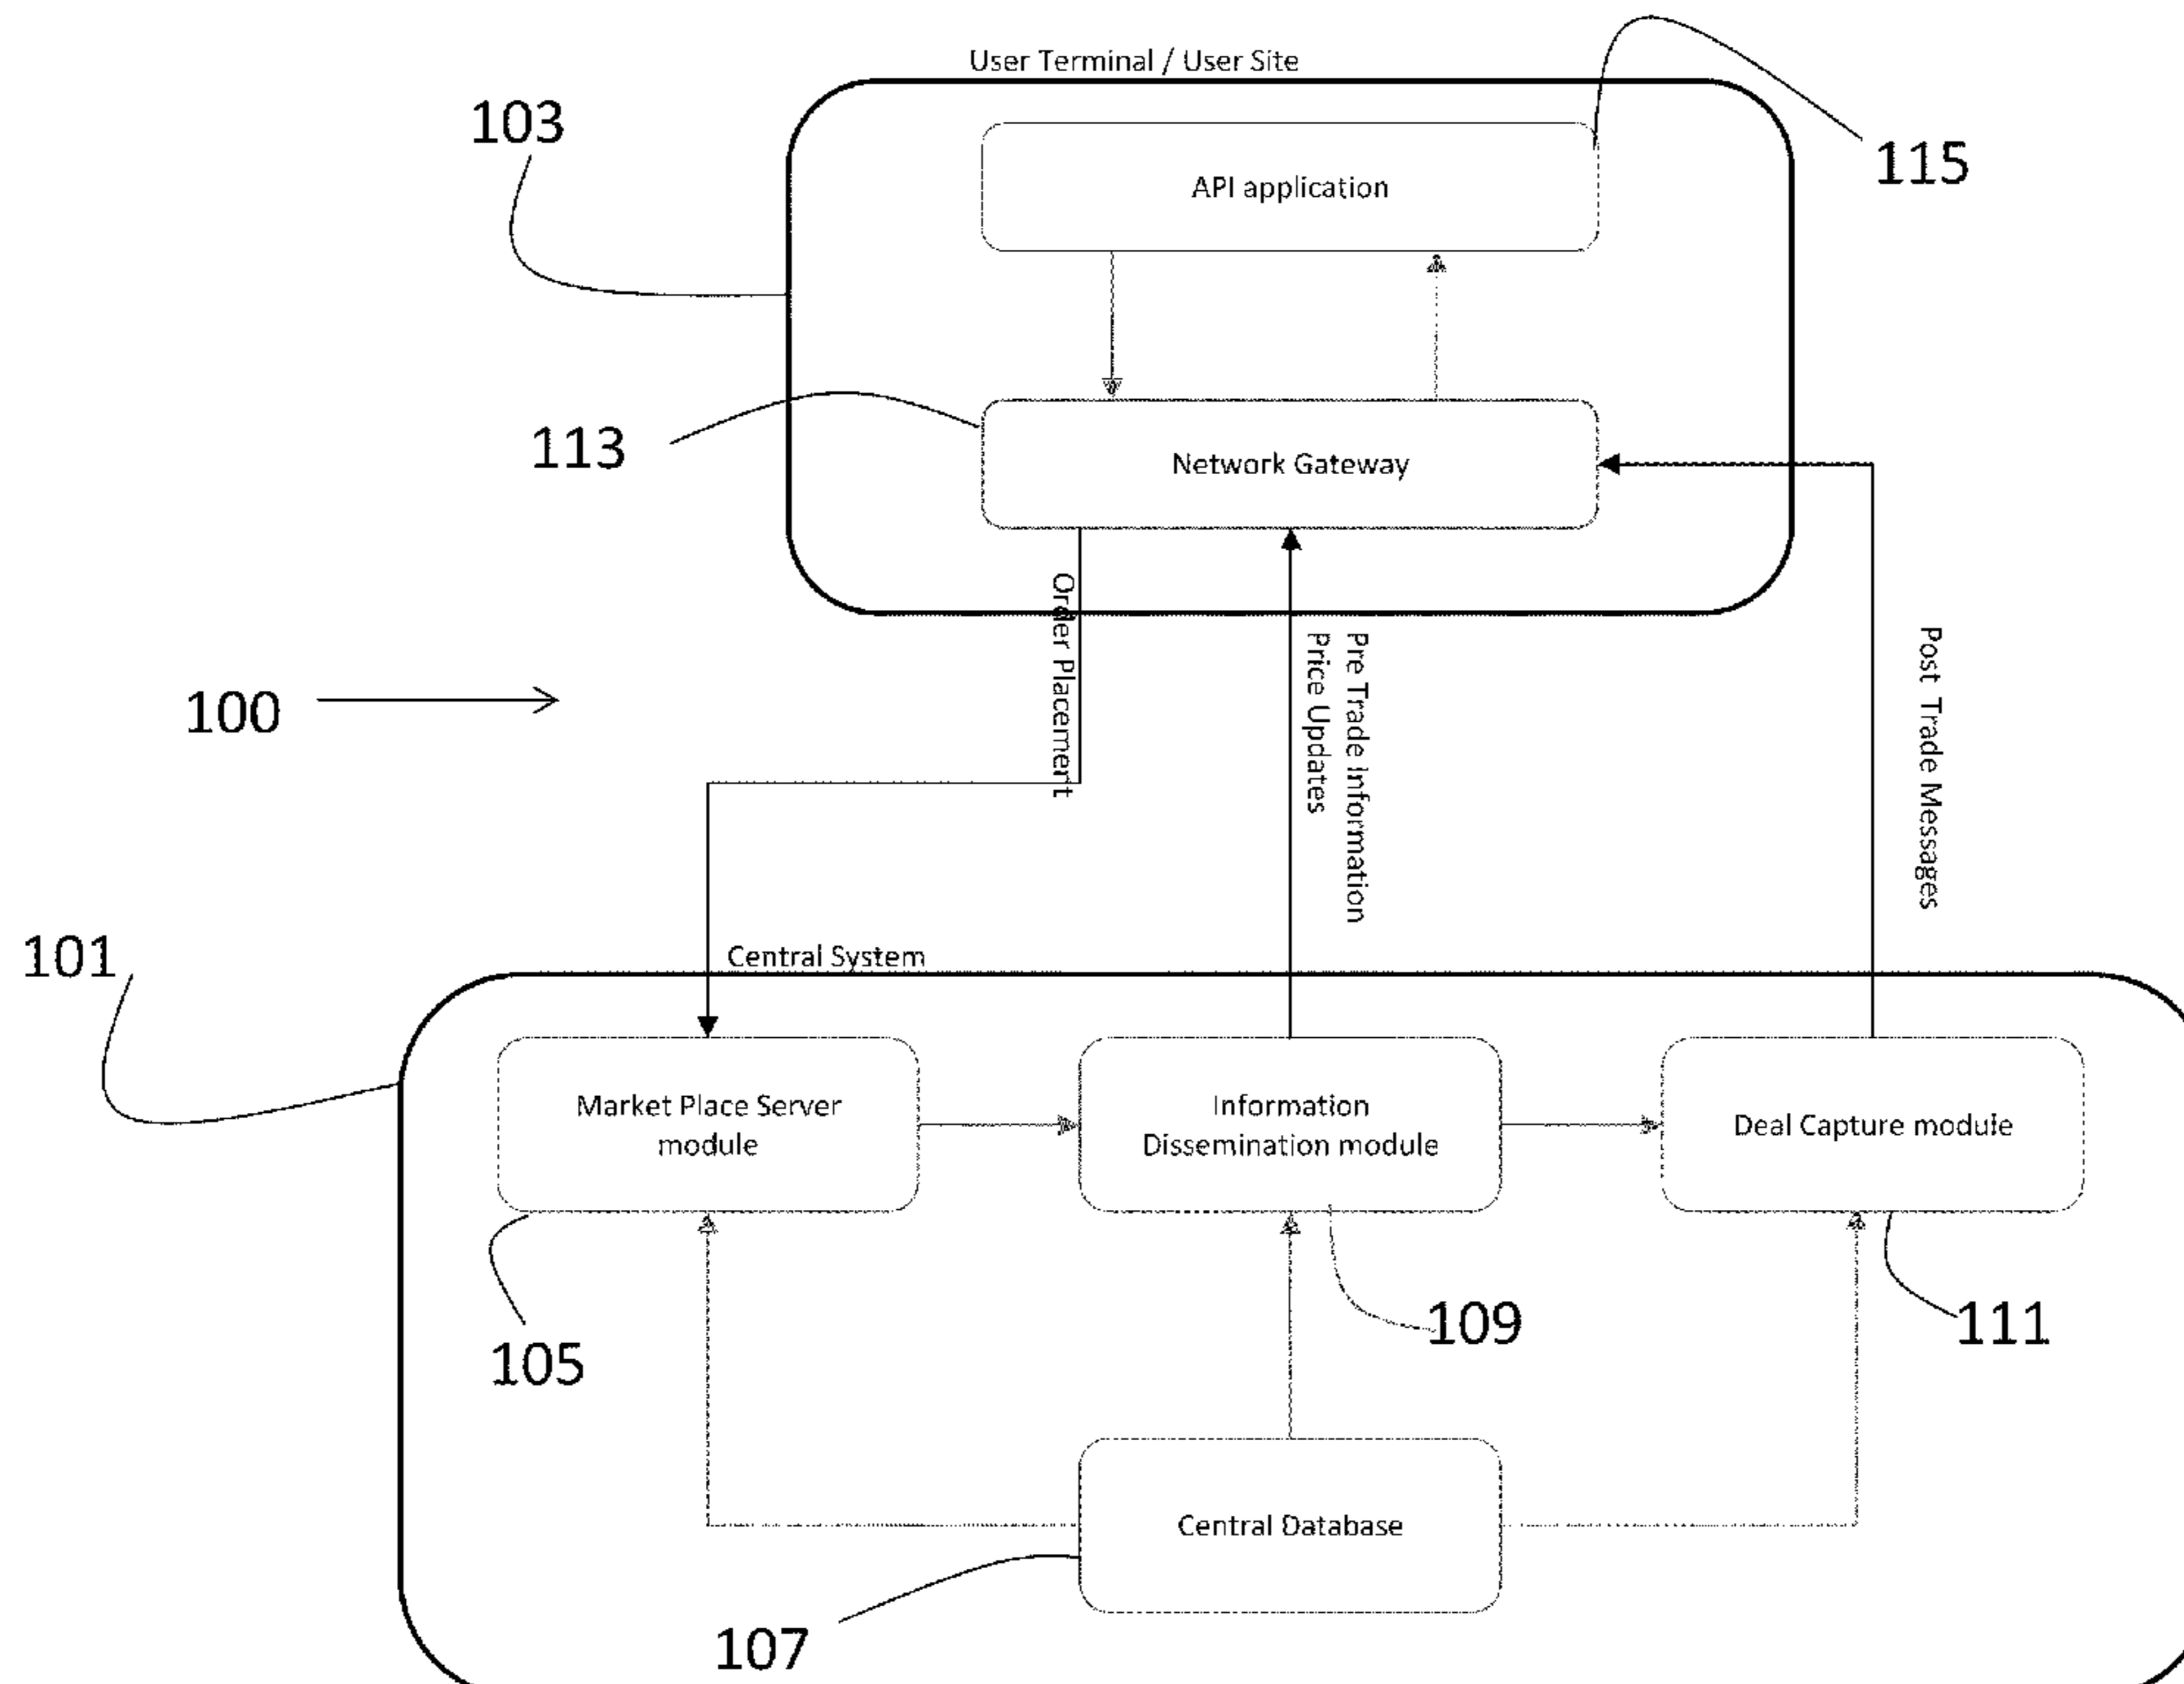 User Terminal / User Site
103
115
API application
113
Network Gateway
Order Placement
Pre Trade Information
Price Updates
Post Trade Messages
100
101
Central System
Market Place Server
module
Information
Dissemination module
Deal Capture module
105
109
111
Central Database
107